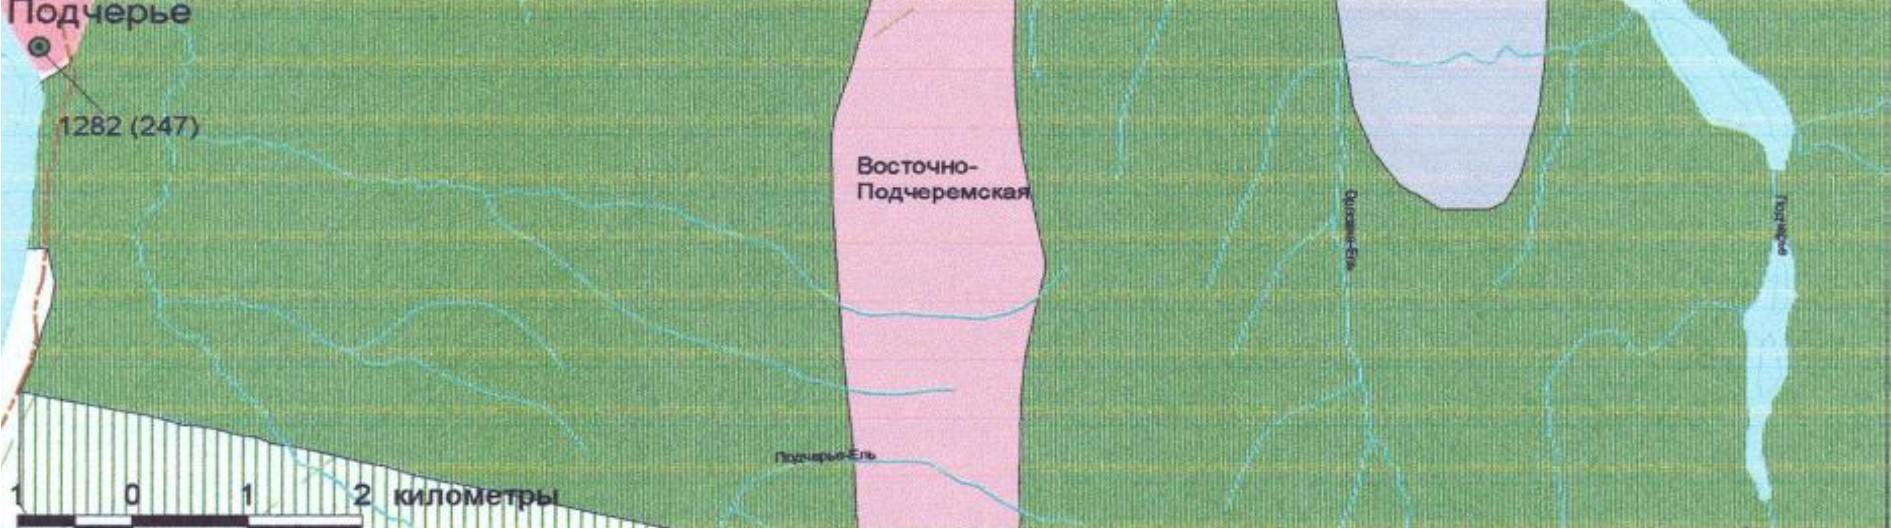 Подчерье
1282 (247)
Восточно-
Подчеремская
Подчерье-Ель
1 0 1 2 километры